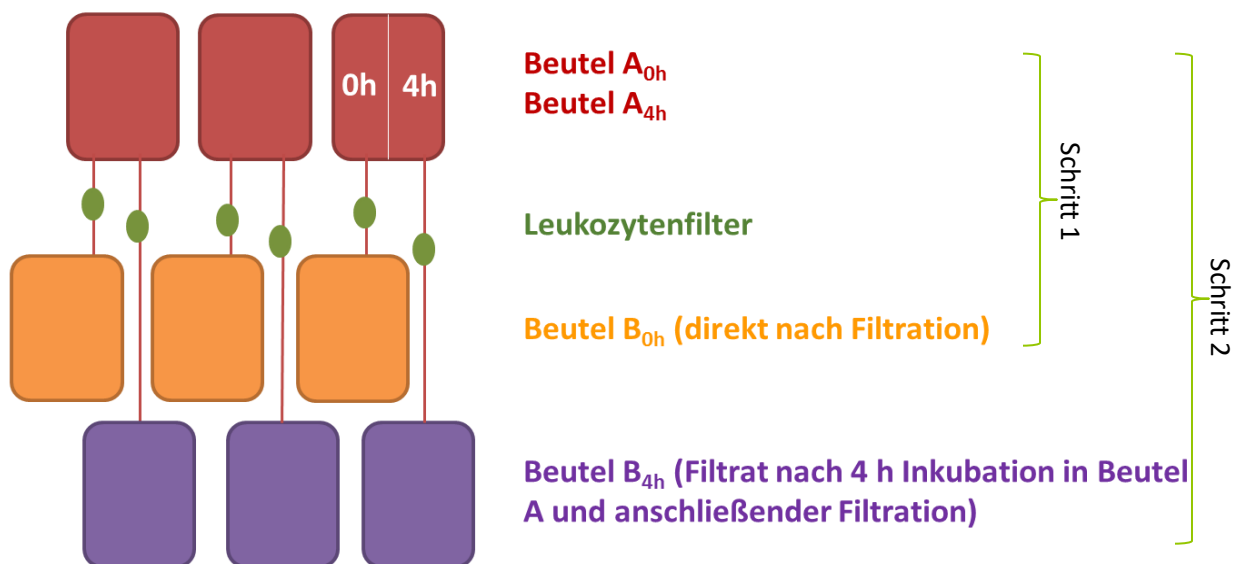 0h 4h
Beutel A0h
Beutel A4h
Leukozytenfilter
Beutel B0h (direkt nach Filtration)
Beutel B4h (Filtrat nach 4 h Inkubation in Beutel
A und anschließender Filtration)
Schritt 1
Schritt 2